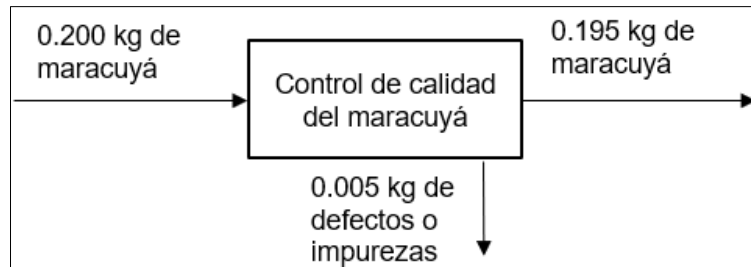 0.200 kg de
maracuyá
Control de calidad
del maracuyá
0.195 kg de
maracuyá
0.005 kg de
defectos o
impurezas